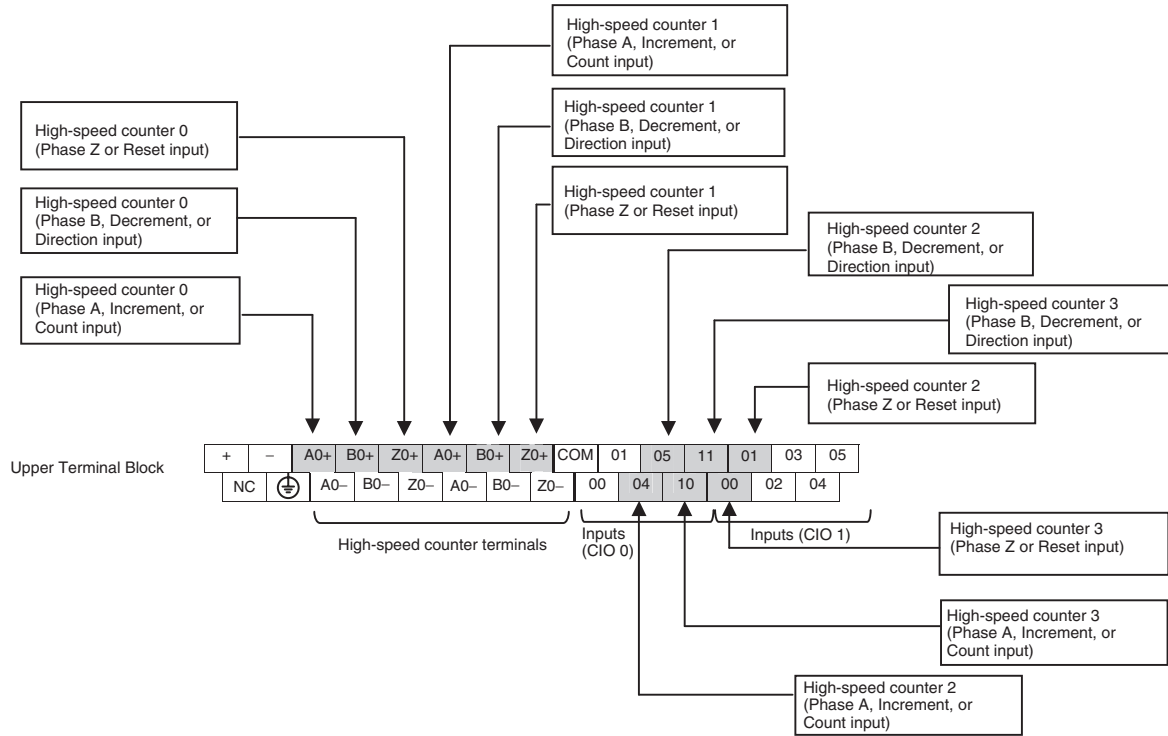 High-speed counter 1
(Phase A, Increment, or
Count input)
High-speed counter 0
(Phase Z or Reset input)
High-speed counter 1
(Phase B, Decrement, or
Direction input)
High-speed counter 0
(Phase B, Decrement, or
Direction input)
High-speed counter 1
(Phase Z or Reset input)
High-speed counter 2
(Phase B, Decrement, or
Direction input)
High-speed counter 0
(Phase A, Increment, or
Count input)
High-speed counter 3
(Phase B, Decrement, or
Direction input)
High-speed counter 2
(Phase Z or Reset input)
Upper Terminal Block
+ − A0+ B0+ Z0+ A0+ B0+ Z0+ COM 01 05 11 01 03 05
NC A0− B0− Z0− A0− B0− Z0− 00 04 10 00 02 04
High-speed counter terminals
Inputs
(CIO 0)
Inputs (CIO 1)
High-speed counter 3
(Phase Z or Reset input)
High-speed counter 3
(Phase A, Increment, or
Count input)
High-speed counter 2
(Phase A, Increment, or
Count input)